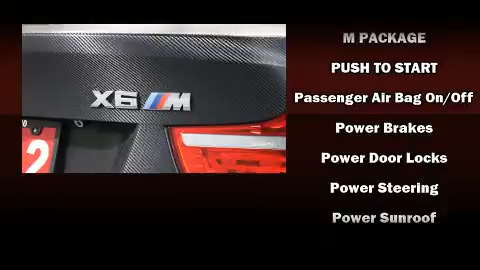 X6 M
2
M PACKAGE
PUSH TO START
Passenger Air Bag On/Off
Power Brakes
Power Door Locks
Power Steering
Power Sunroof